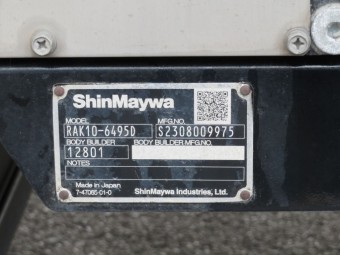 ShinMaywa
MODEL MFG.NO.
RAK10-6495D S2308009975
BODY BUILDER BODY BUILDER MFG.NO.
12801
NOTES
Made in Japan
7-47085-01-0 ShinMaywa Industries, Ltd.